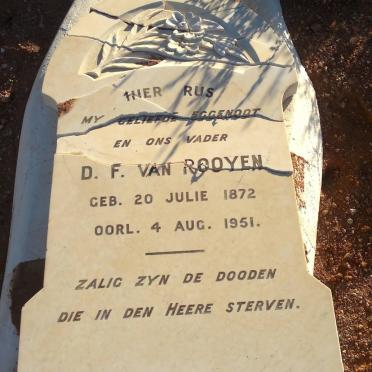 HIER RUS
MY GELIEFDE EGGENOOT
EN ONS VADER
D. F. VAN ROOYEN
GEB. 20 JULIE 1872
OORL. 4 AUG. 1951.
ZALIG ZYN DE DOODEN
DIE IN DEN HEERE STERVEN.